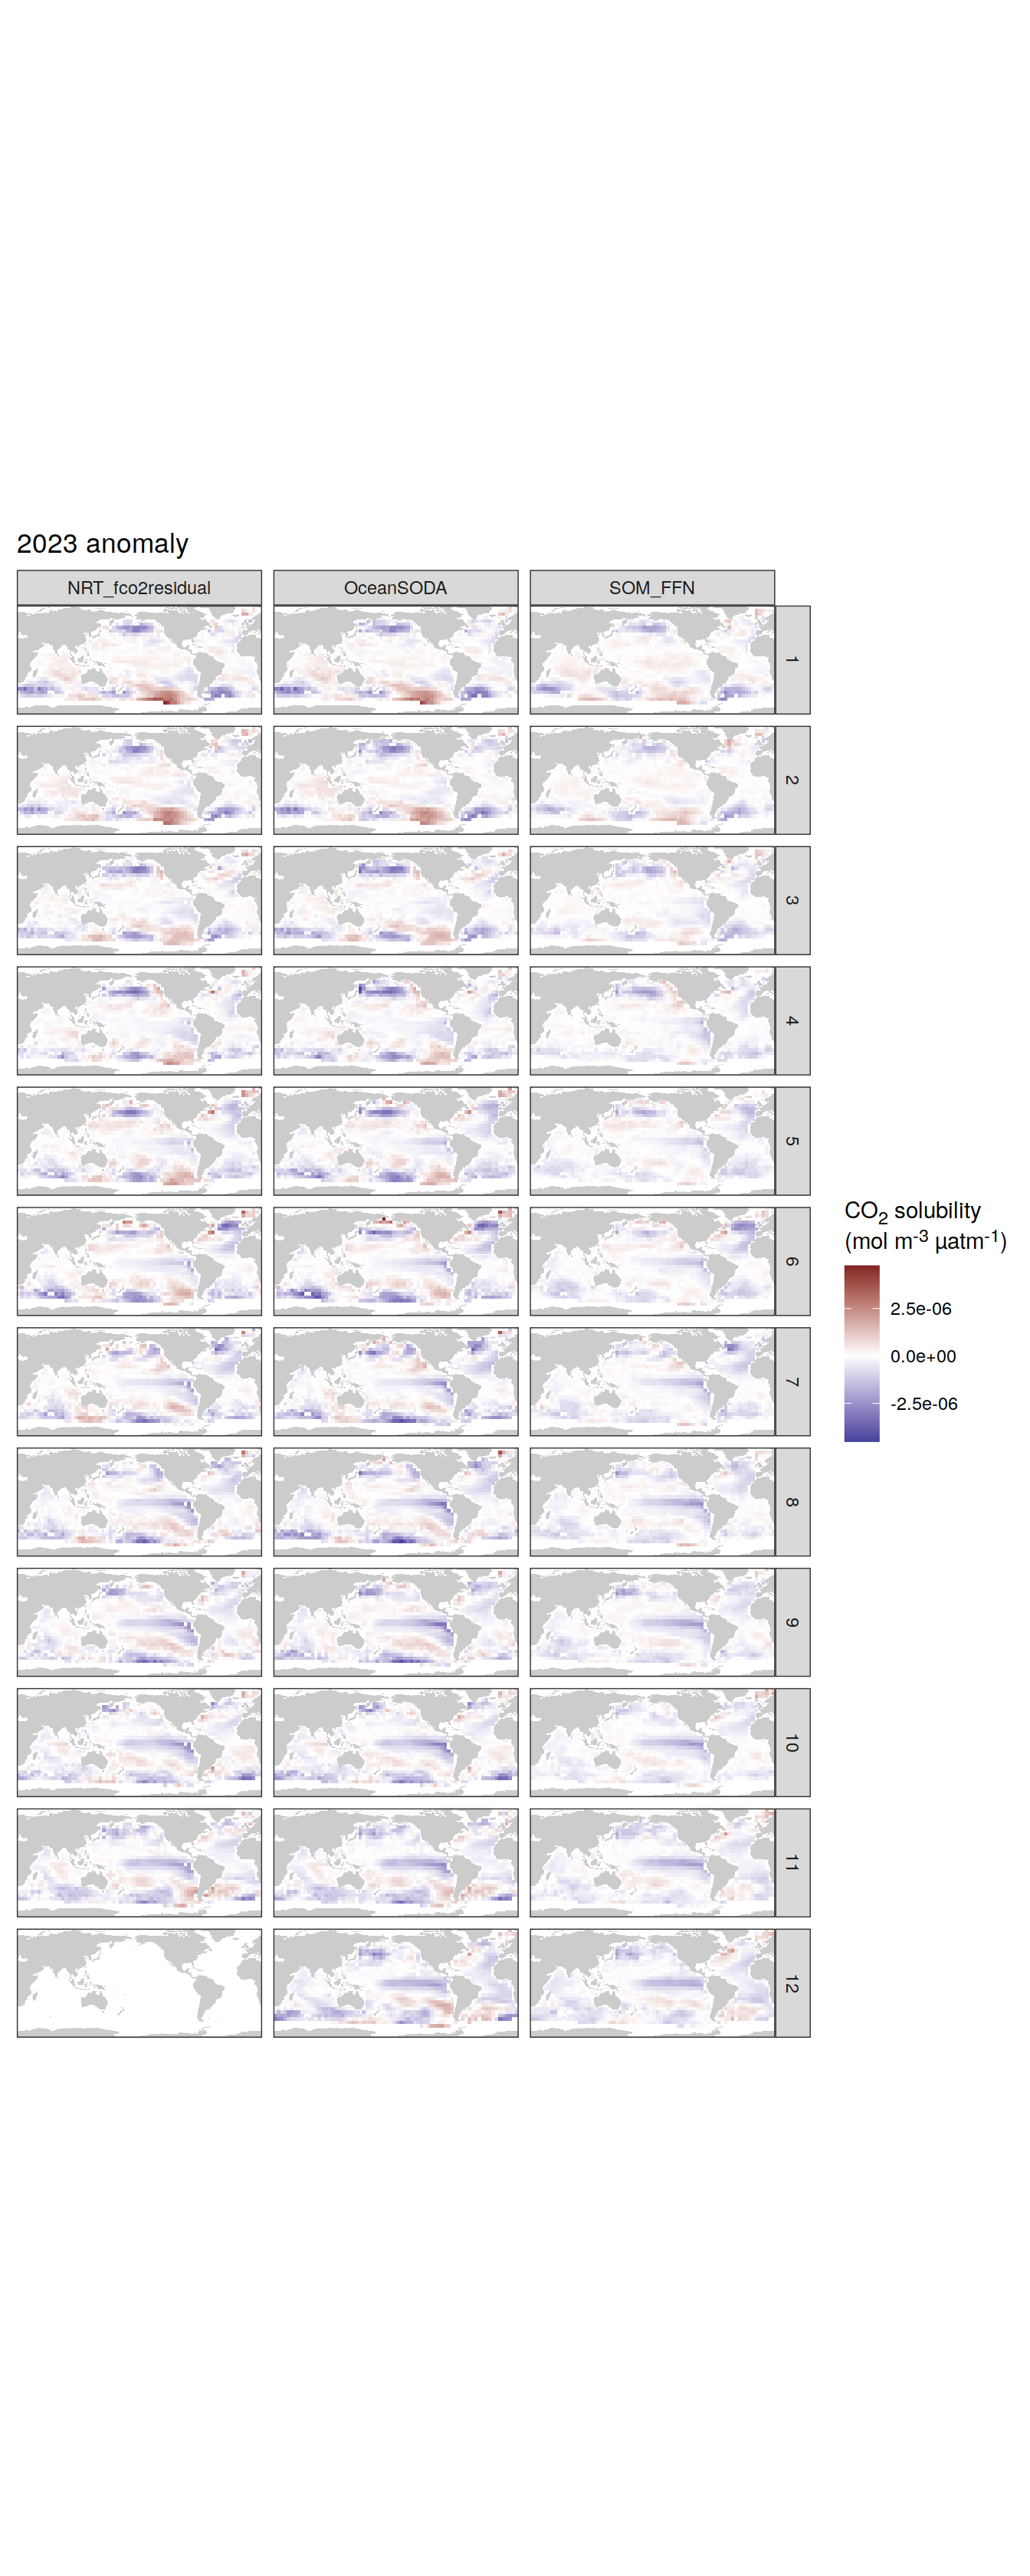 2023 anomaly
NRT_fco2residual
OceanSODA
SOM_FFN
1
2
3
4
5
6
7
8
9
10
11
12
CO₂ solubility
(mol m⁻³ µatm⁻¹)
2.5e-06
0.0e+00
-2.5e-06